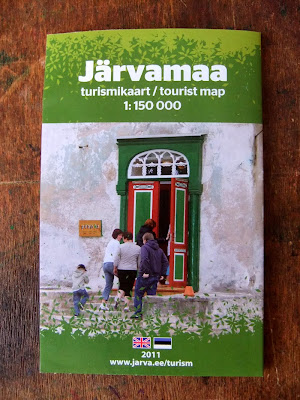 Järvamaa
turismikaart / tourist map
1: 150 000
2011
www.jarva.ee/turism